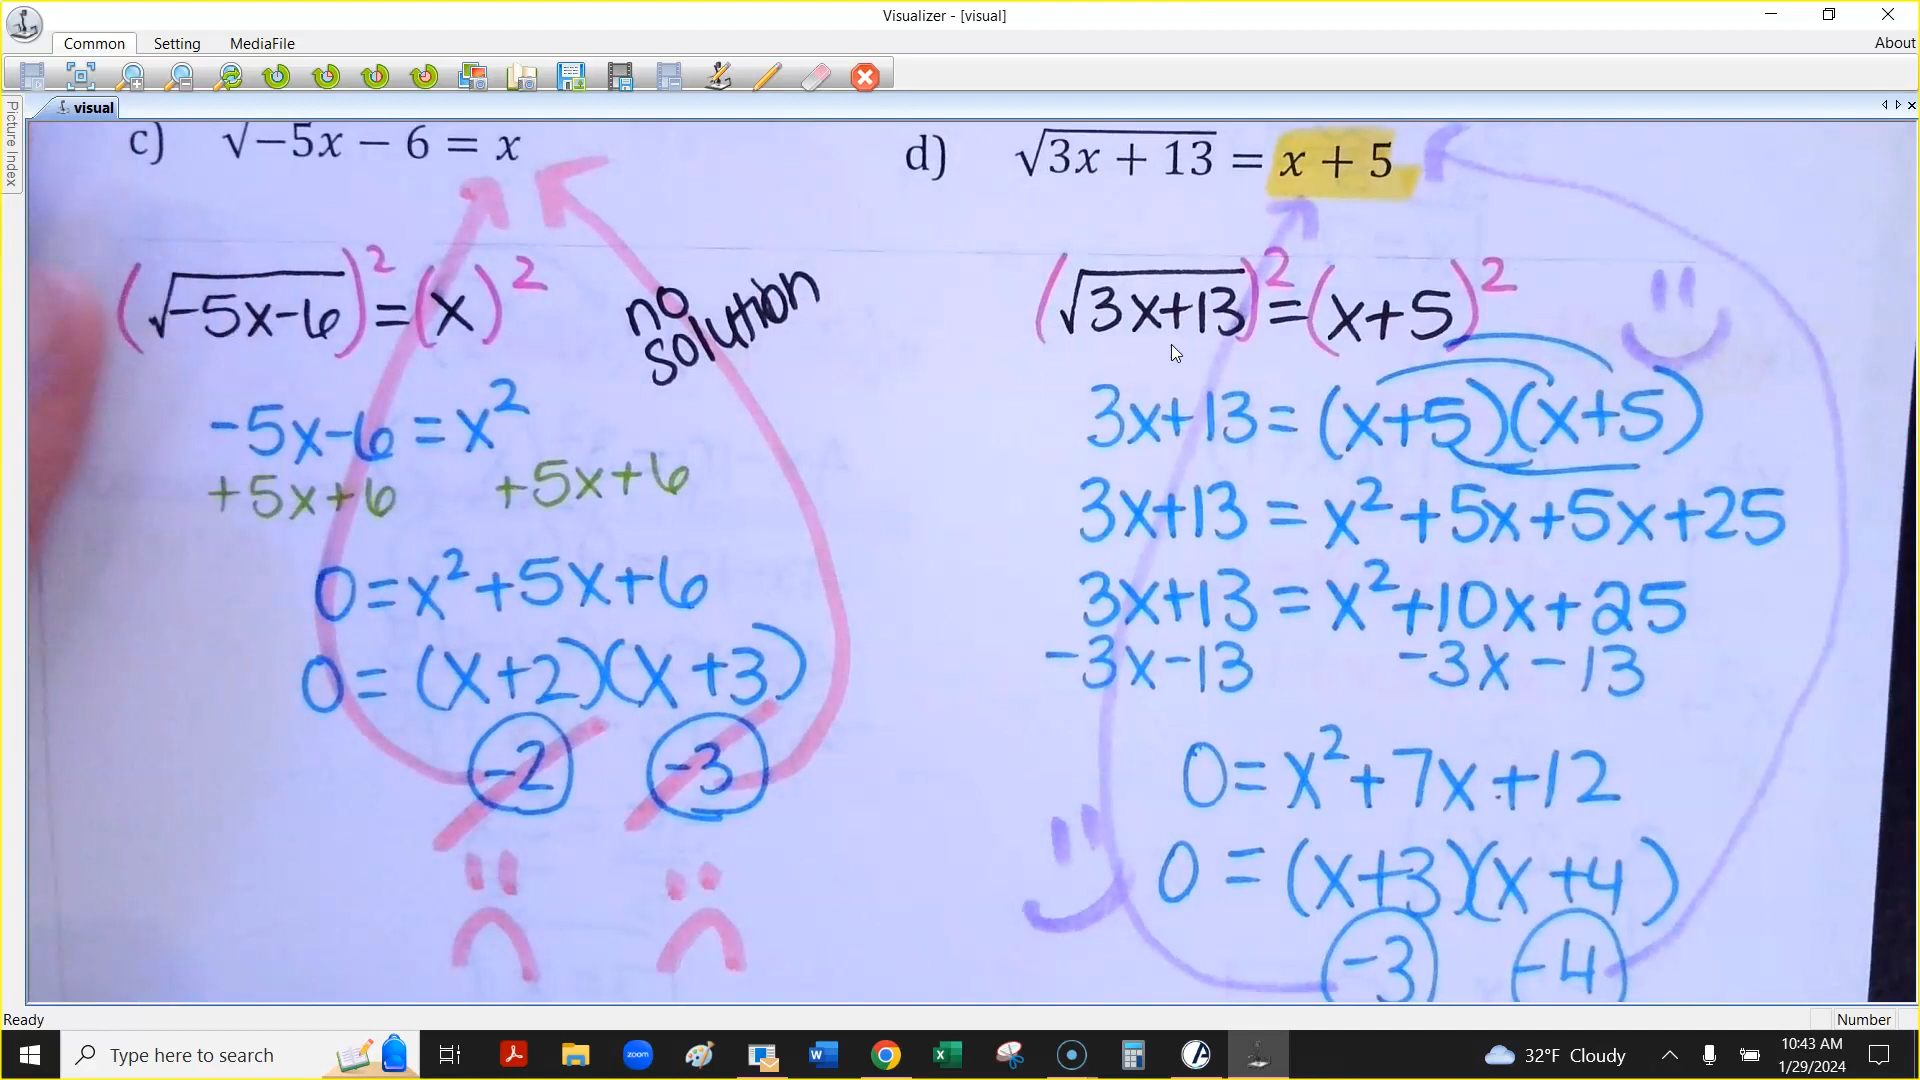 Visualizer - [visual]
Common Setting MediaFile About
Picture Index
visual
c) √−5x − 6 = x
(√-5x-6)² = (x)²
no
solution
-5x-6 = x²
+5x+6 +5x+6
0=x²+5x+6
0= (x+2)(x+3)
-2 -3
d) √3x + 13 = x + 5
(√3x+13)² = (x+5)²
3x+13= (x+5)(x+5)
3x+13 = x²+5x+5x+25
3x+13 = x²+10x+25
-3x-13 -3x-13
0= x²+7x+12
0 = (x+3)(x+4)
-3 -4
Ready Number
Type here to search zoom 32°F Cloudy 10:43 AM
1/29/2024